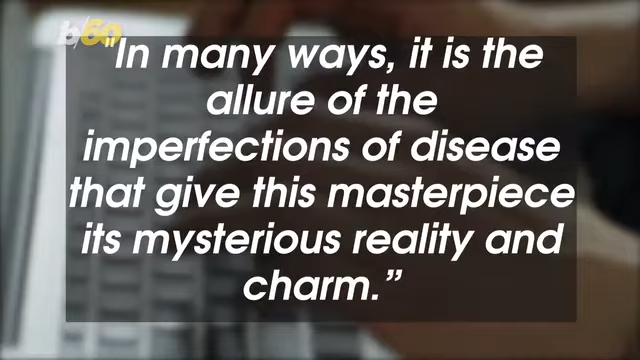 b/60
"In many ways, it is the
allure of the
imperfections of disease
that give this masterpiece
its mysterious reality and
charm.”